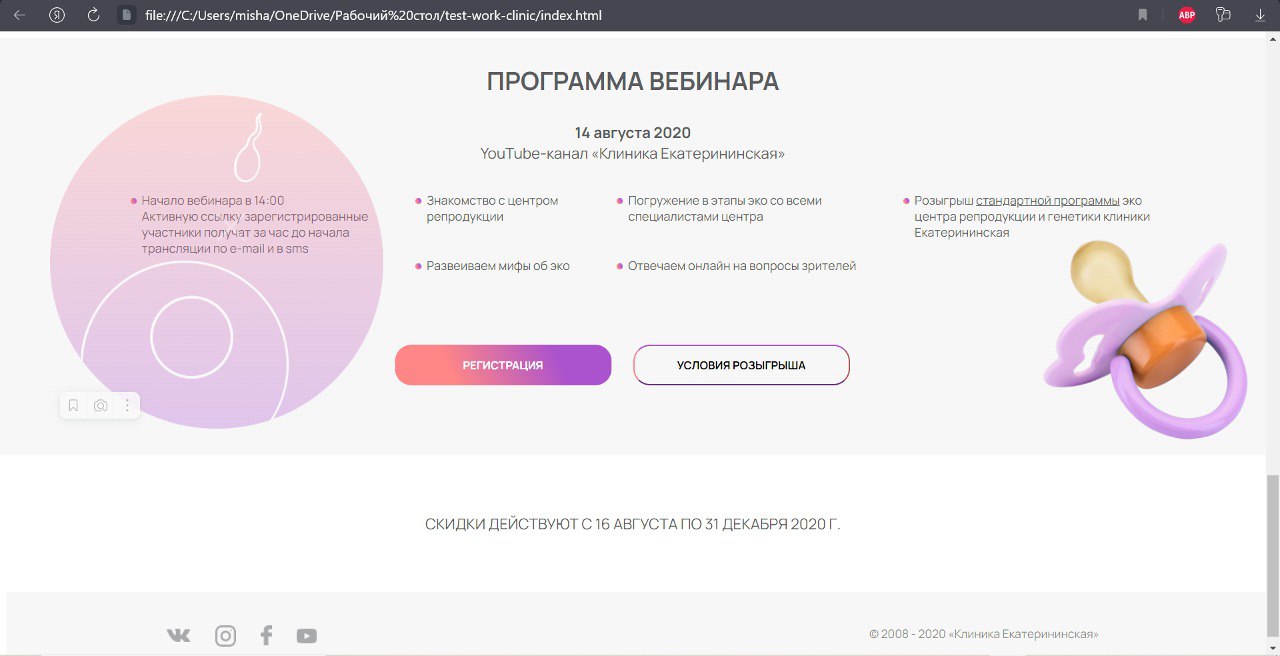 file:///C:/Users/misha/OneDrive/Рабочий%20стол/test-work-clinic/index.html
ABP
ПРОГРАММА ВЕБИНАРА
14 августа 2020
YouTube-канал «Клиника Екатерининская»
Начало вебинара в 14:00
Активную ссылку зарегистрированные
участники получат за час до начала
трансляции по e-mail и в sms
Знакомство с центром
репродукции
Развеиваем мифы об эко
Погружение в этапы эко со всеми
специалистами центра
Отвечаем онлайн на вопросы зрителей
Розыгрыш стандартной программы эко
центра репродукции и генетики клиники
Екатерининская
РЕГИСТРАЦИЯ
УСЛОВИЯ РОЗЫГРЫША
СКИДКИ ДЕЙСТВУЮТ С 16 АВГУСТА ПО 31 ДЕКАБРЯ 2020 Г.
© 2008 - 2020 «Клиника Екатерининская»